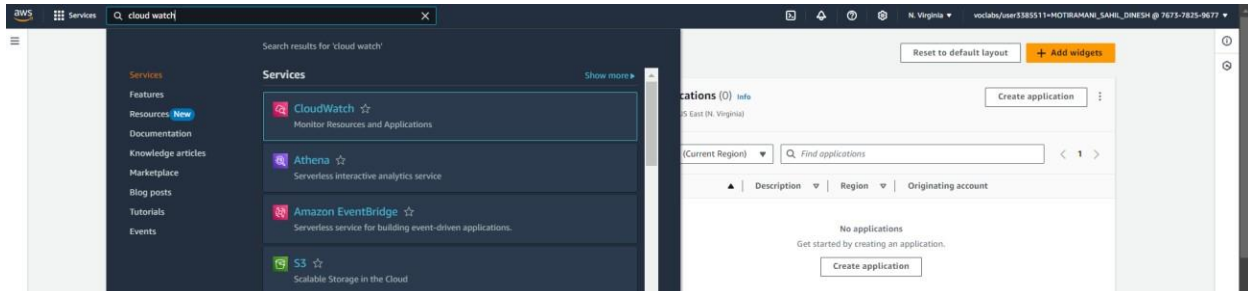 aws Services cloud watch N. Virginia voclabs/user3385511=MOTIRAMANI_SAHIL_DINESH @ 7673-7825-9677
Search results for 'cloud watch'
Services
Features
Resources New
Documentation
Knowledge articles
Marketplace
Blog posts
Tutorials
Events
Services Show more
CloudWatch
Monitor Resources and Applications
Athena
Serverless interactive analytics service
Amazon EventBridge
Serverless service for building event-driven applications.
S3
Scalable Storage in the Cloud
Reset to default layout + Add widgets
cations (0) Info Create application
US East (N. Virginia)
(Current Region) Find applications 1
Description Region Originating account
No applications
Get started by creating an application.
Create application